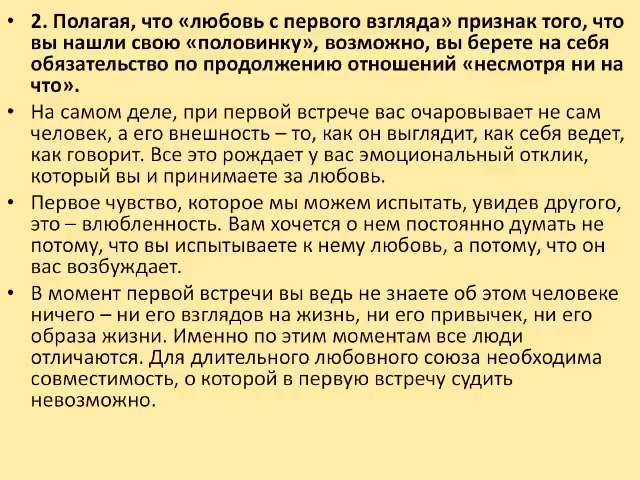 • 2. Полагая, что «любовь с первого взгляда» признак того, что
вы нашли свою «половинку», возможно, вы берете на себя
обязательство по продолжению отношений «несмотря ни на
что».
• На самом деле, при первой встрече вас очаровывает не сам
человек, а его внешность – то, как он выглядит, как себя ведет,
как говорит. Все это рождает у вас эмоциональный отклик,
который вы и принимаете за любовь.
• Первое чувство, которое мы можем испытать, увидев другого,
это – влюбленность. Вам хочется о нем постоянно думать не
потому, что вы испытываете к нему любовь, а потому, что он
вас возбуждает.
• В момент первой встречи вы ведь не знаете об этом человеке
ничего – ни его взглядов на жизнь, ни его привычек, ни его
образа жизни. Именно по этим моментам все люди
отличаются. Для длительного любовного союза необходима
совместимость, о которой в первую встречу судить
невозможно.